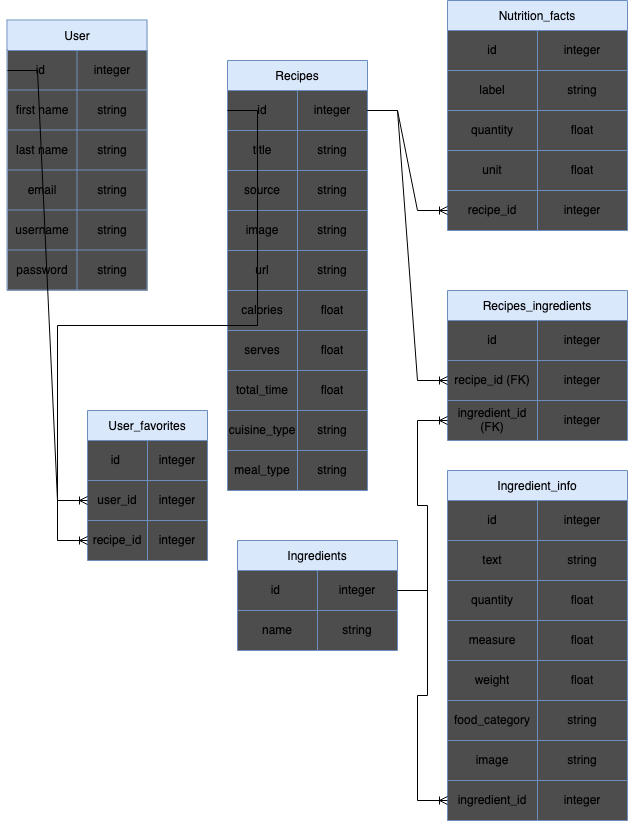 User
id integer
first name string
last name string
email string
username string
password string
Recipes
id integer
title string
source string
image string
url string
calories float
serves float
total_time float
cuisine_type string
meal_type string
Nutrition_facts
id integer
label string
quantity float
unit float
recipe_id integer
Recipes_ingredients
id integer
recipe_id (FK) integer
ingredient_id
(FK) integer
User_favorites
id integer
user_id integer
recipe_id integer
Ingredients
id integer
name string
Ingredient_info
id integer
text string
quantity float
measure float
weight float
food_category string
image string
ingredient_id integer